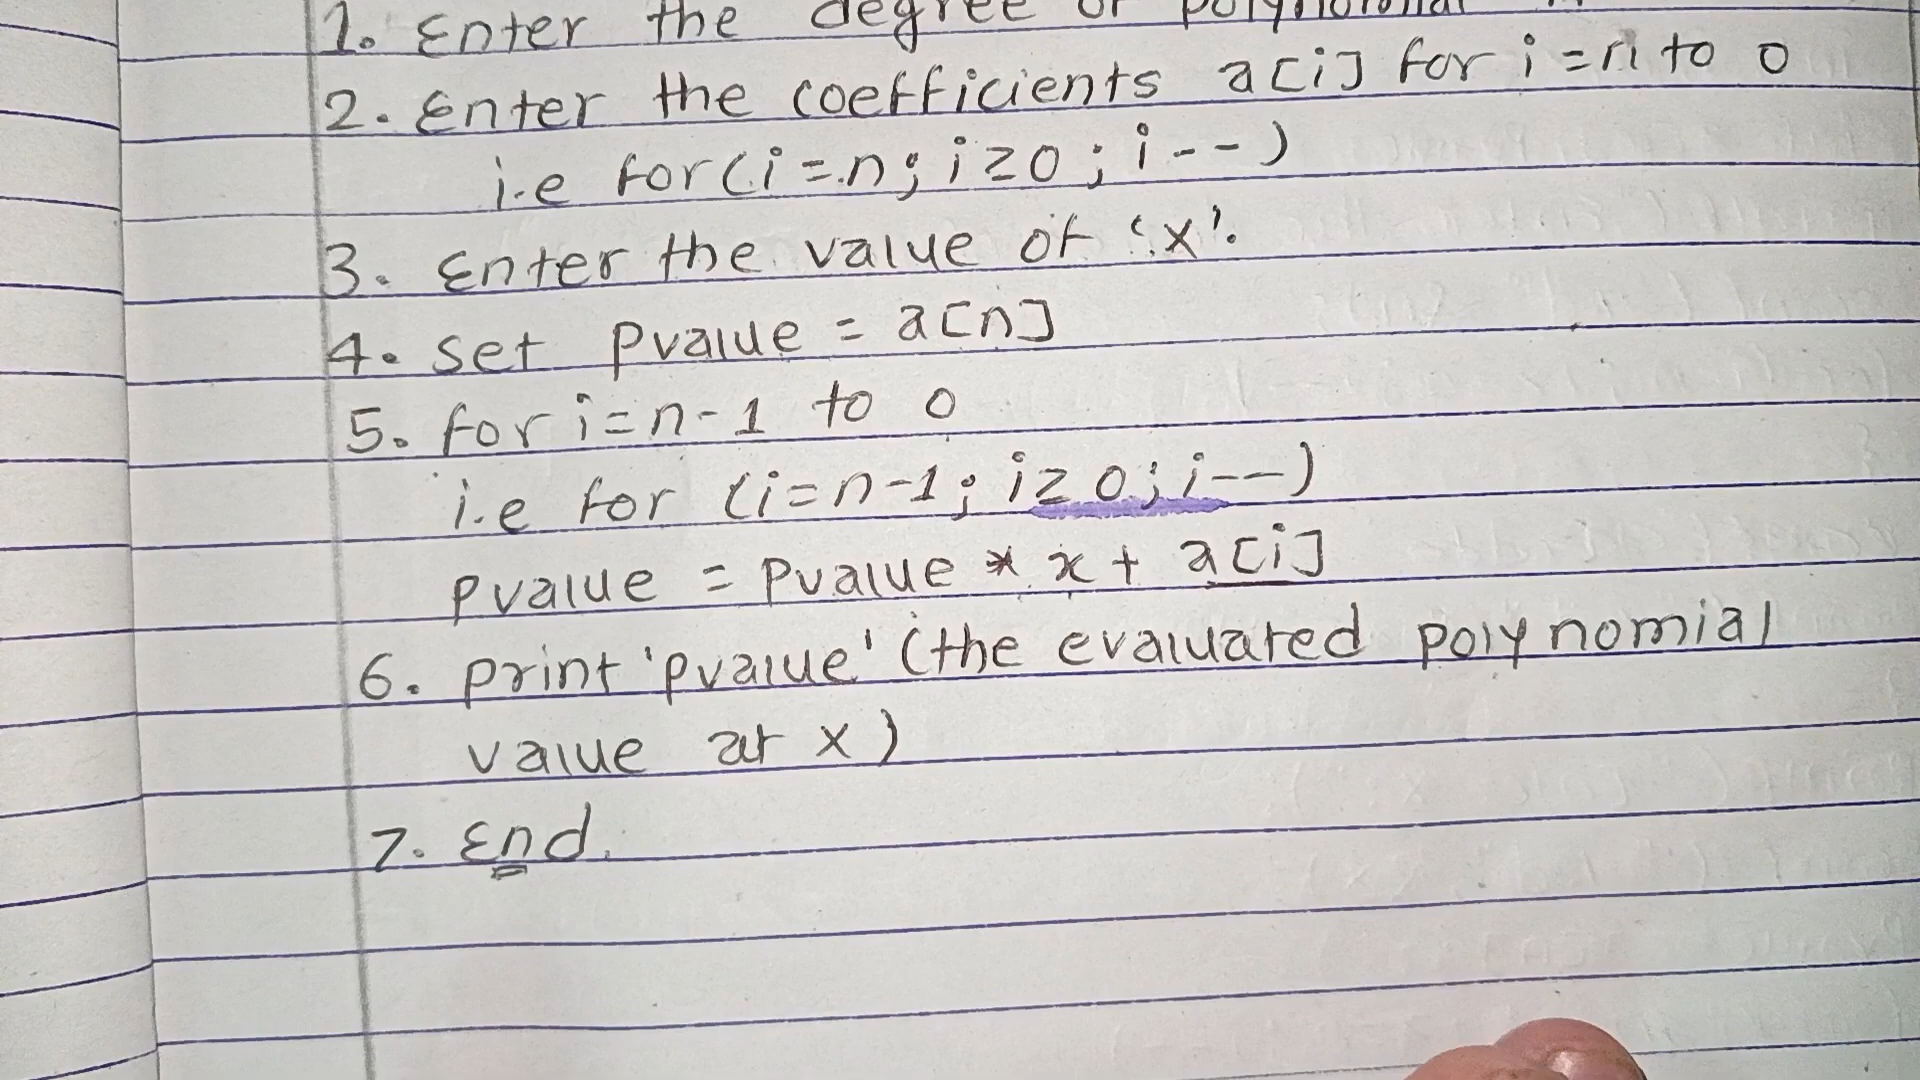 1. Enter the degree of
2. Enter the coefficients a[i] for i = n to 0
i.e for(i = n; i ≥ 0; i--)
3. Enter the value of 'x'.
4. set pvalue = a[n]
5. for i = n-1 to 0
i.e for (i = n-1; i ≥ 0; i--)
pvalue = Pvalue * x + a[i]
6. print 'pvalue' (the evaluated polynomial
value at x)
7. End.